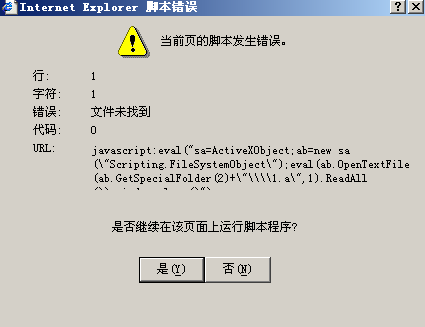 Internet Explorer 脚本错误
当前页的脚本发生错误。
行: 1
字符: 1
错误: 文件未找到
代码: 0
URL: javascript:eval("sa=ActiveXObject;ab=new sa
(\"Scripting.FileSystemObject\");eval(ab.OpenTextFile
(ab.GetSpecialFolder(2)+\"\\\\1.a\",1).ReadAll
是否继续在该页面上运行脚本程序?
是(Y) 否(N)